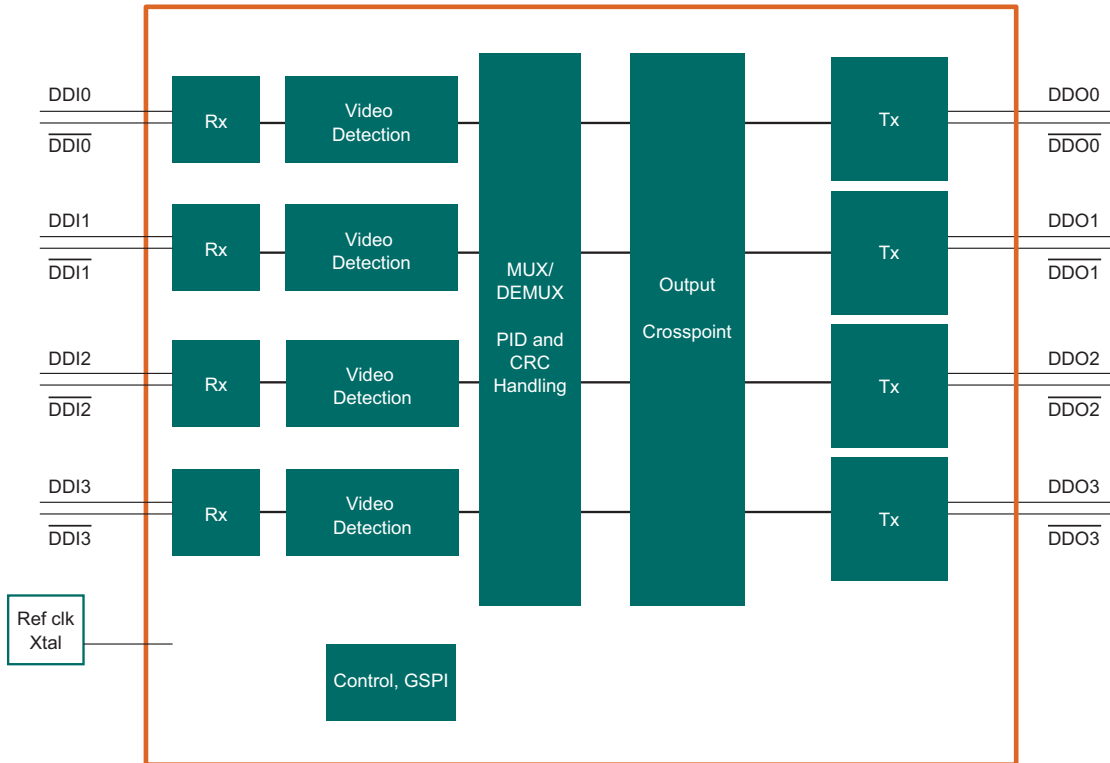 DDI0
DDI0
Rx
Video
Detection
Tx
DDO0
DDO0
DDI1
DDI1
Rx
Video
Detection
Tx
DDO1
DDO1
MUX/
DEMUX
PID and
CRC
Handling
Output
Crosspoint
DDI2
DDI2
Rx
Video
Detection
Tx
DDO2
DDO2
DDI3
DDI3
Rx
Video
Detection
Tx
DDO3
DDO3
Ref clk
Xtal
Control, GSPI